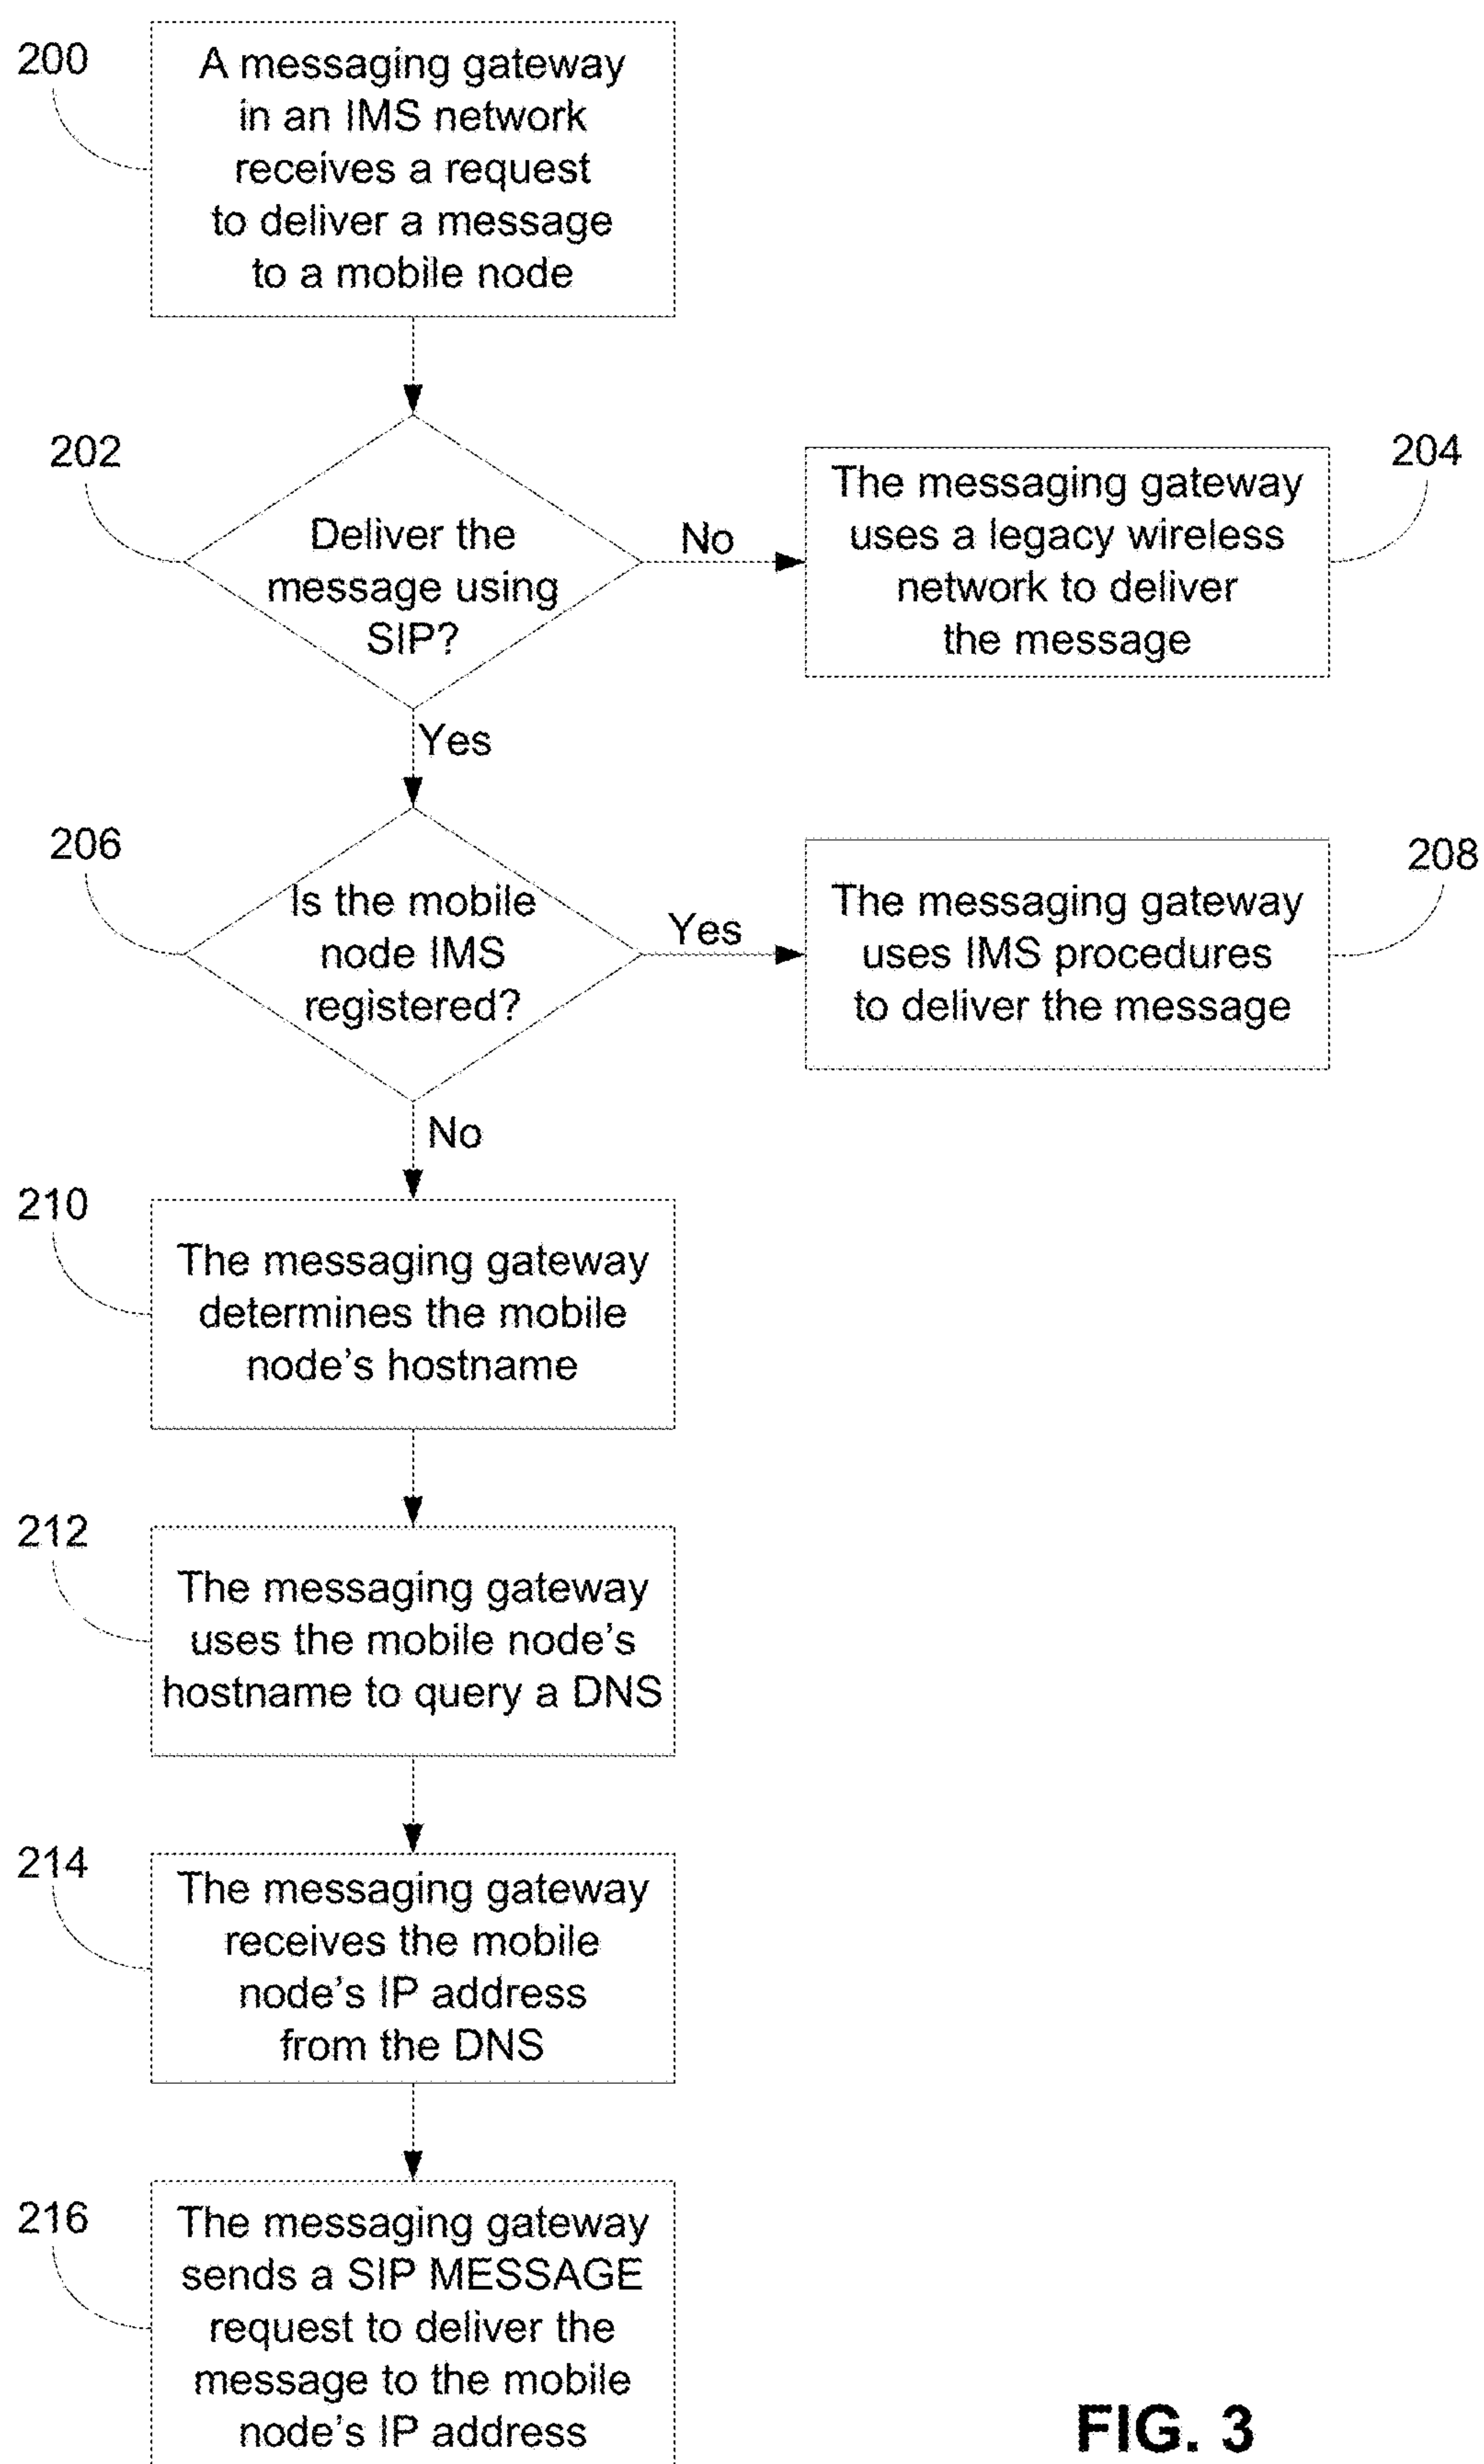 200
A messaging gateway
in an IMS network
receives a request
to deliver a message
to a mobile node
202
Deliver the
message using
SIP?
No
204
The messaging gateway
uses a legacy wireless
network to deliver
the message
Yes
206
Is the mobile
node IMS
registered?
Yes
208
The messaging gateway
uses IMS procedures
to deliver the message
No
210
The messaging gateway
determines the mobile
node's hostname
212
The messaging gateway
uses the mobile node's
hostname to query a DNS
214
The messaging gateway
receives the mobile
node's IP address
from the DNS
216
The messaging gateway
sends a SIP MESSAGE
request to deliver the
message to the mobile
node's IP address
FIG. 3